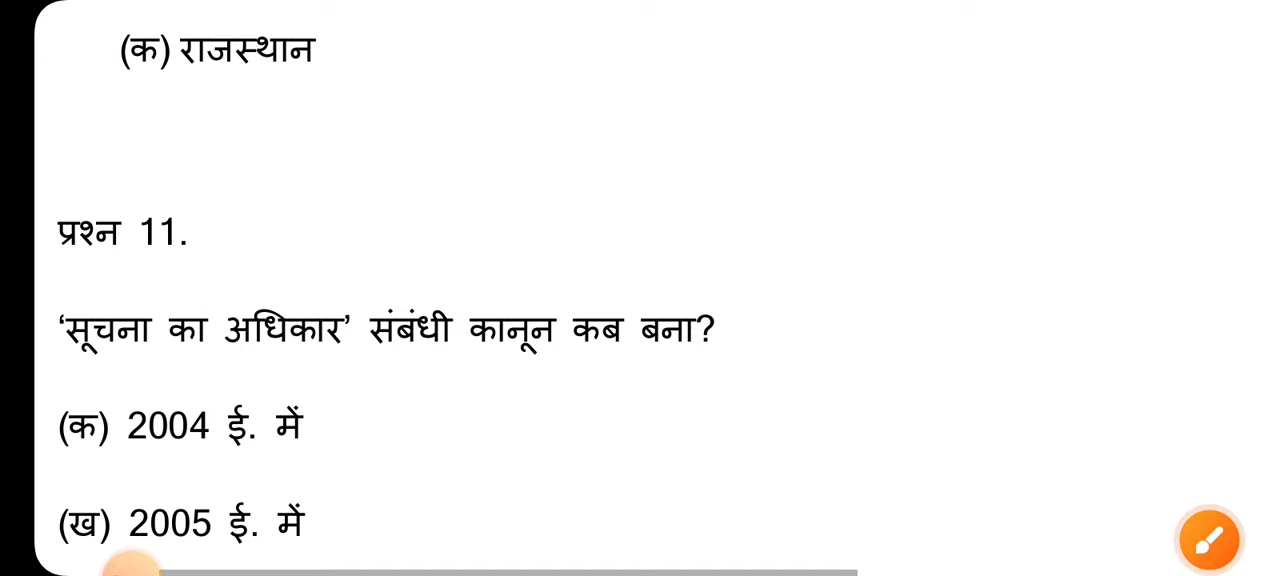 (क) राजस्थान
प्रश्न 11.
‘सूचना का अधिकार’ संबंधी कानून कब बना?
(क) 2004 ई. में
(ख) 2005 ई. में